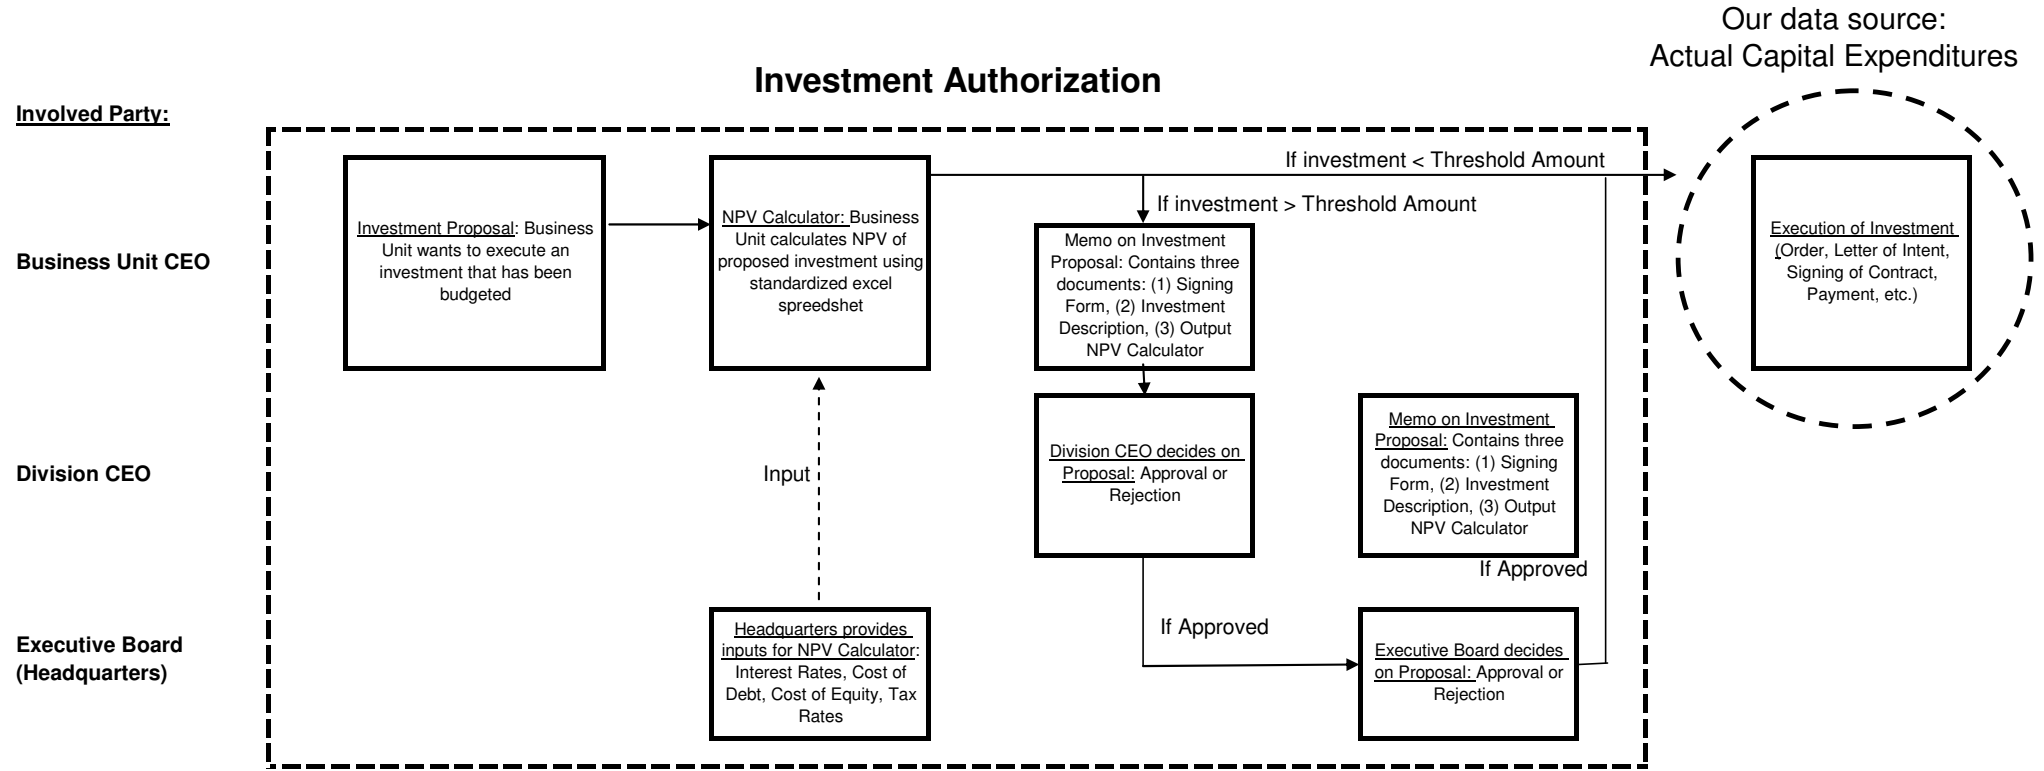 Our data source:
Actual Capital Expenditures
Investment Authorization
Involved Party:
If investment < Threshold Amount
If investment > Threshold Amount
Business Unit CEO
Investment Proposal: Business
Unit wants to execute an
investment that has been
budgeted
NPV Calculator: Business
Unit calculates NPV of
proposed investment using
standardized excel
spreedshet
Memo on Investment
Proposal: Contains three
documents: (1) Signing
Form, (2) Investment
Description, (3) Output
NPV Calculator
Execution of Investment
(Order, Letter of Intent,
Signing of Contract,
Payment, etc.)
Division CEO
Input
Division CEO decides on
Proposal: Approval or
Rejection
Memo on Investment
Proposal: Contains three
documents: (1) Signing
Form, (2) Investment
Description, (3) Output
NPV Calculator
If Approved
Executive Board
(Headquarters)
Headquarters provides
inputs for NPV Calculator:
Interest Rates, Cost of
Debt, Cost of Equity, Tax
Rates
If Approved
Executive Board decides
on Proposal: Approval or
Rejection